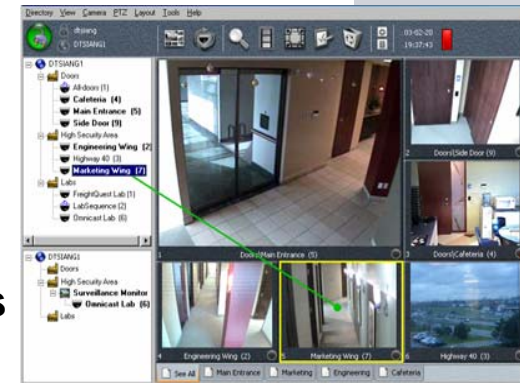 Directory View Camera PTZ Layout Tools Help
dtsiang
DTSIANG1
03-02-20
19:37:43
DTSIANG1
Doors
All-doors (1)
Cafeteria (4)
Main Entrance (5)
Side Door (9)
High Security Area
Engineering Wing (2)
Highway 40 (3)
Marketing Wing (7)
Labs
FreightQuest Lab (1)
LabSequence (2)
Omnicast Lab (6)
DTSIANG1
Doors
High Security Area
Surveillance Monitor
Omnicast Lab (6)
Labs
s
1 Doors\Main Entrance (5)
2 Doors\Side Door (9)
3 Doors\Cafeteria (4)
4 Engineering Wing (2)
5 Marketing Wing (7)
6 Highway 40 (3)
See All Main Entrance Marketing Engineering Cafeteria